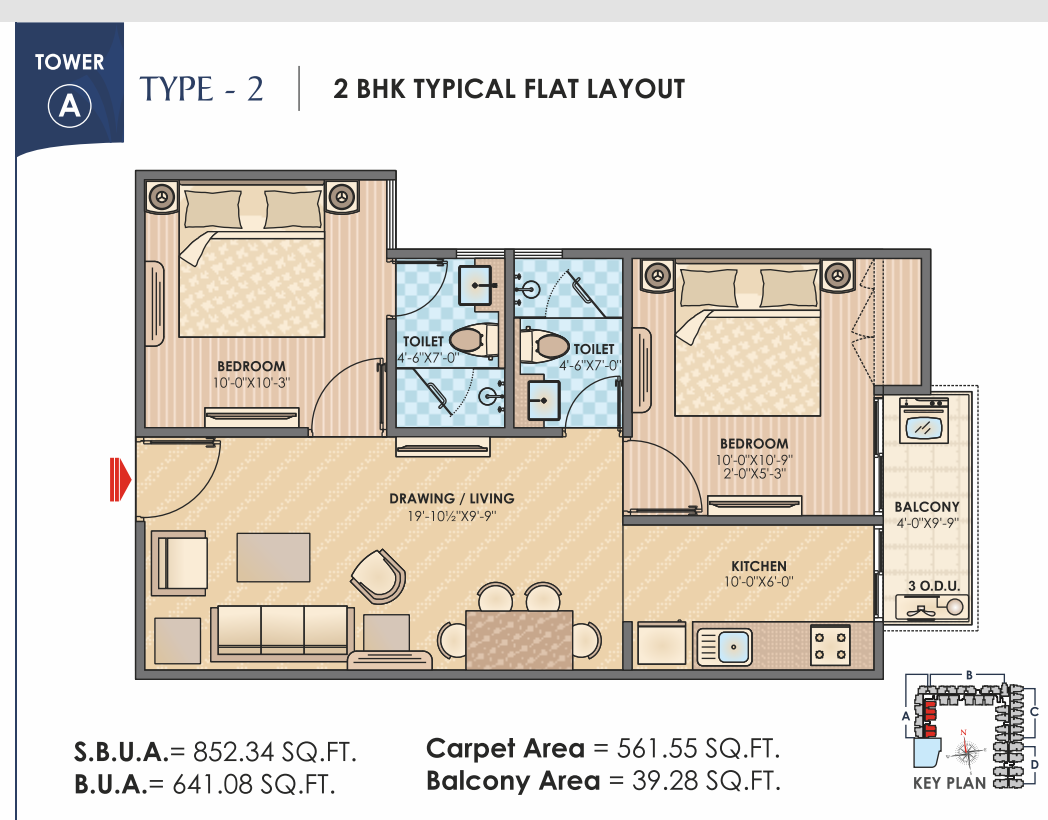 TOWER
A
TYPE - 2
2 BHK TYPICAL FLAT LAYOUT
BEDROOM
10'-0"X10'-3"
TOILET
4'-6"X7'-0"
TOILET
4'-6"X7'-0"
BEDROOM
10'-0"X10'-9"
2'-0"X5'-3"
DRAWING / LIVING
19'-10½"X9'-9"
BALCONY
4'-0"X9'-9"
KITCHEN
10'-0"X6'-0"
3 O.D.U.
B
A
C
N
D
KEY PLAN
S.B.U.A.= 852.34 SQ.FT.
B.U.A.= 641.08 SQ.FT.
Carpet Area = 561.55 SQ.FT.
Balcony Area = 39.28 SQ.FT.